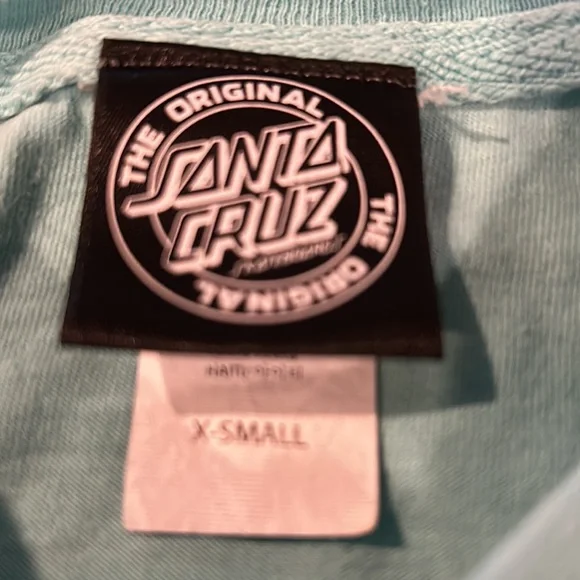 THE ORIGINAL
SANTA
CRUZ
THE ORIGINAL
X-SMALL